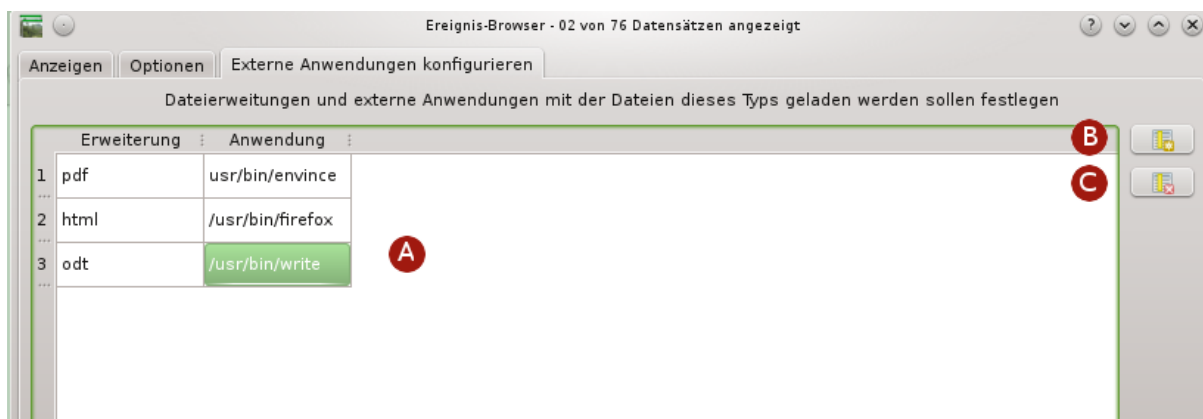 Ereignis-Browser - 02 von 76 Datensätzen angezeigt
Anzeigen Optionen Externe Anwendungen konfigurieren
Dateierweitungen und externe Anwendungen mit der Dateien dieses Typs geladen werden sollen festlegen
Erweiterung Anwendung B
1 pdf usr/bin/envince C
2 html /usr/bin/firefox
3 odt /usr/bin/write A